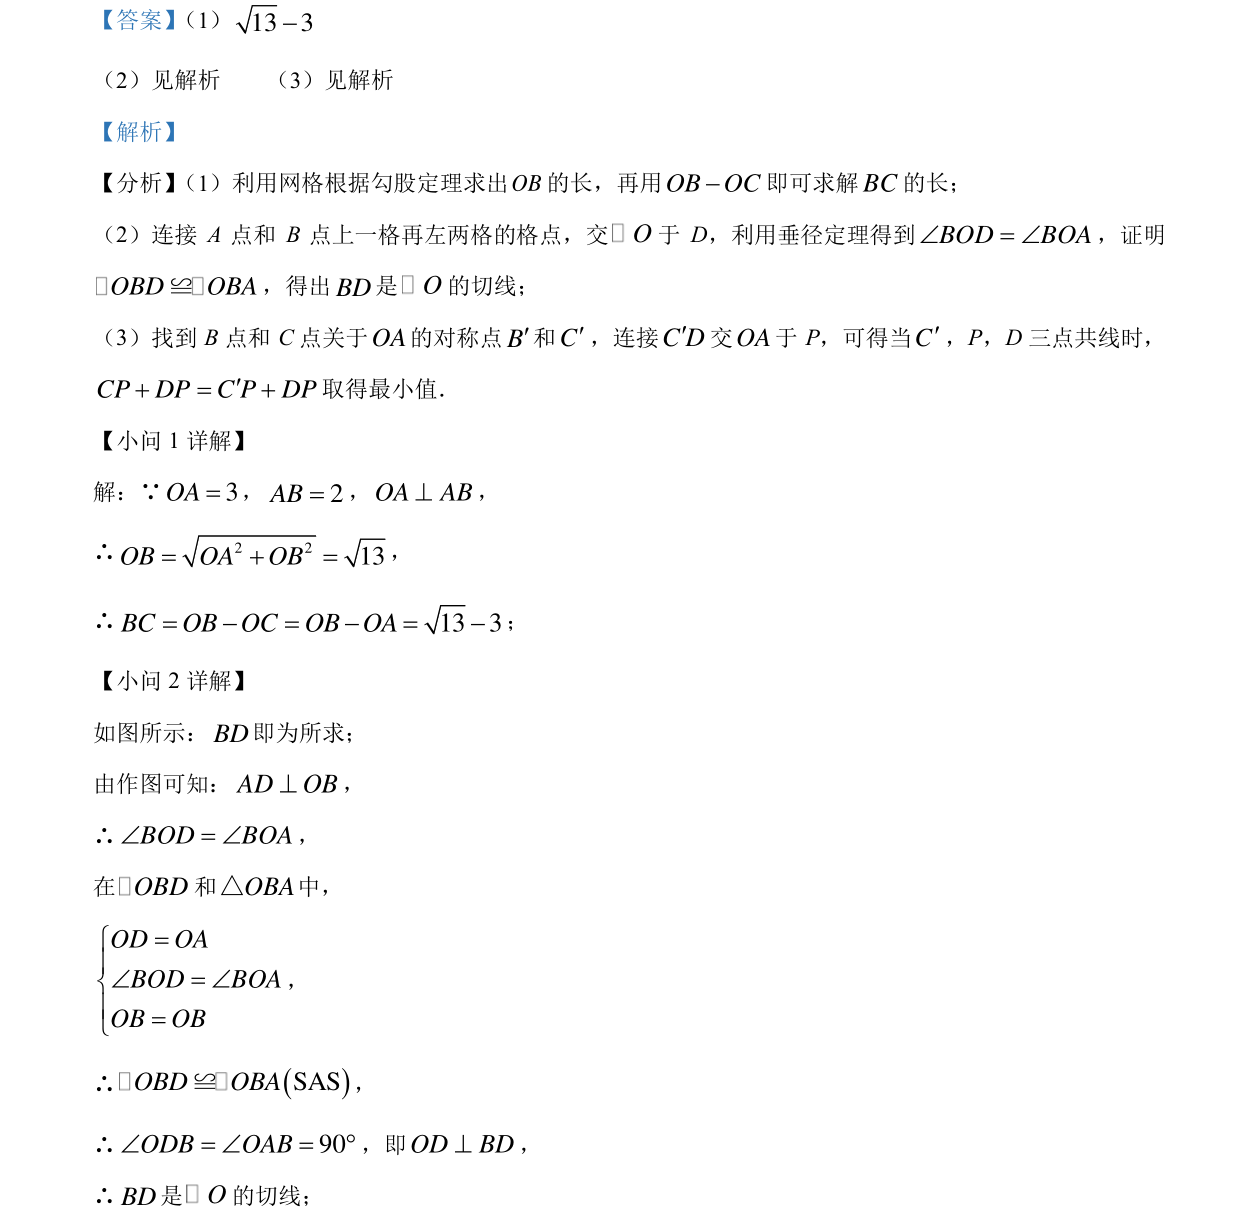 【答案】（1）√13－3
（2）见解析 （3）见解析
【解析】
【分析】（1）利用网格根据勾股定理求出OB的长，再用OB－OC即可求解BC的长；
（2）连接 A 点和 B 点上一格再左两格的格点，交□ O于 D，利用垂径定理得到∠BOD＝∠BOA，证明
□OBD≌□OBA，得出BD是□ O的切线；
（3）找到 B 点和 C 点关于OA的对称点B′和C′，连接C′D交OA于 P，可得当C′，P，D 三点共线时，
CP＋DP＝C′P＋DP取得最小值．
【小问 1 详解】
解：∵OA＝3，AB＝2，OA⊥AB，
∴OB＝√(OA²＋OB²)＝√13，
∴BC＝OB－OC＝OB－OA＝√13－3；
【小问 2 详解】
如图所示：BD即为所求；
由作图可知：AD⊥OB，
∴∠BOD＝∠BOA，
在□OBD和△OBA中，
OD＝OA
∠BOD＝∠BOA，
OB＝OB
∴□OBD≌□OBA(SAS)，
∴∠ODB＝∠OAB＝90°，即OD⊥BD，
∴BD是□ O的切线；